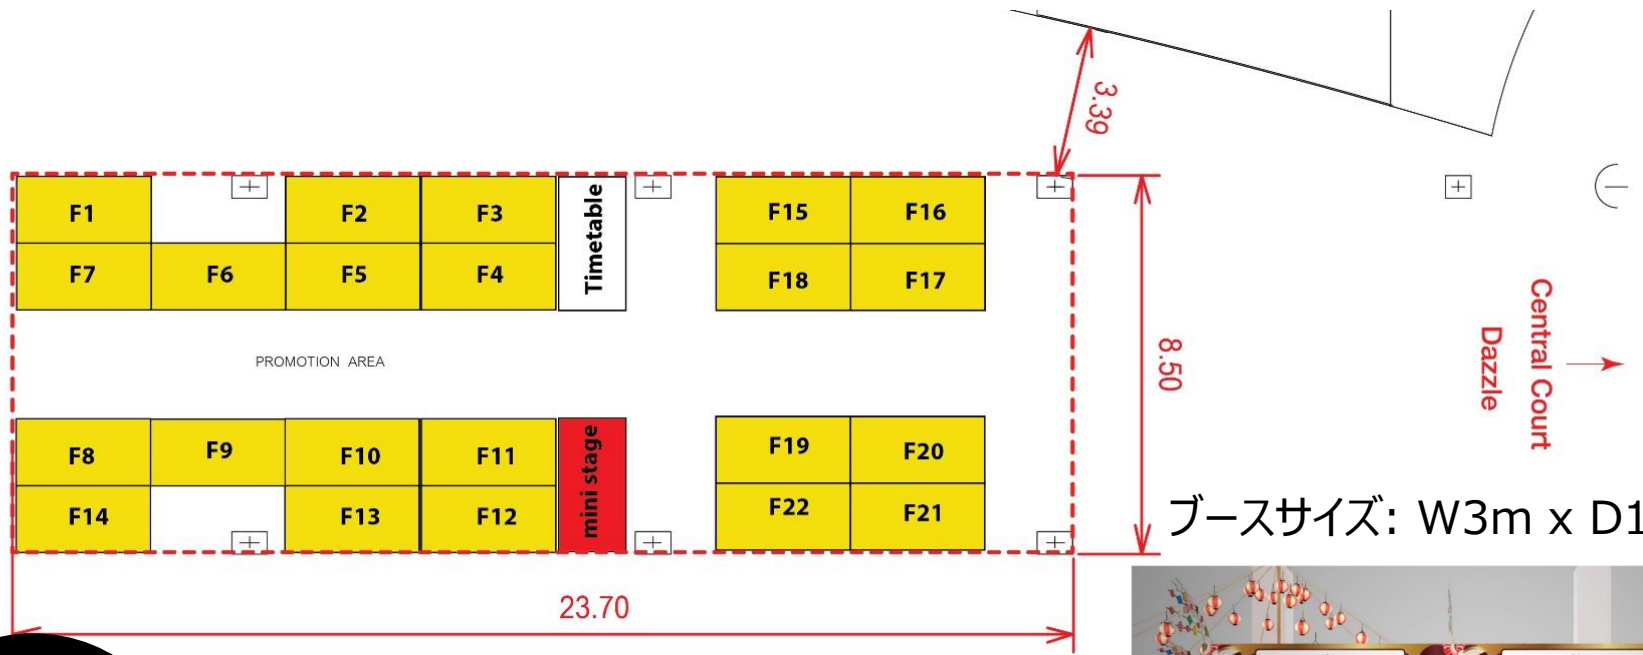 3.39
F1
F2
F3
Timetable
F15
F16
F7
F6
F5
F4
F18
F17
PROMOTION AREA
8.50
Central Court
Dazzle
F8
F9
F10
F11
mini stage
F19
F20
F14
F13
F12
F22
F21
ブースサイズ: W3m x D1
23.70